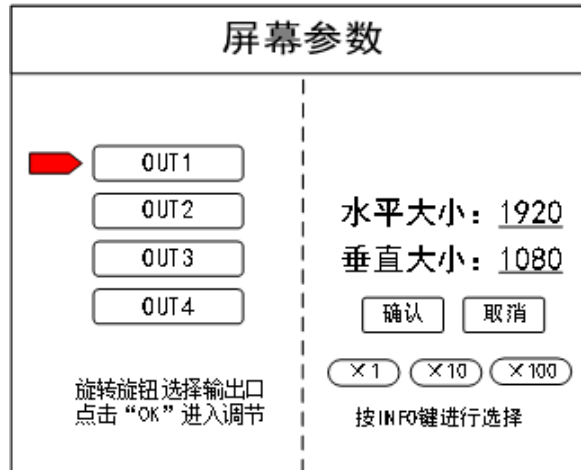 屏幕参数
OUT1
OUT2
OUT3
OUT4
旋转旋钮选择输出口
点击“OK”进入调节
水平大小：1920
垂直大小：1080
确认 取消
×1 ×10 ×100
按INFO键进行选择